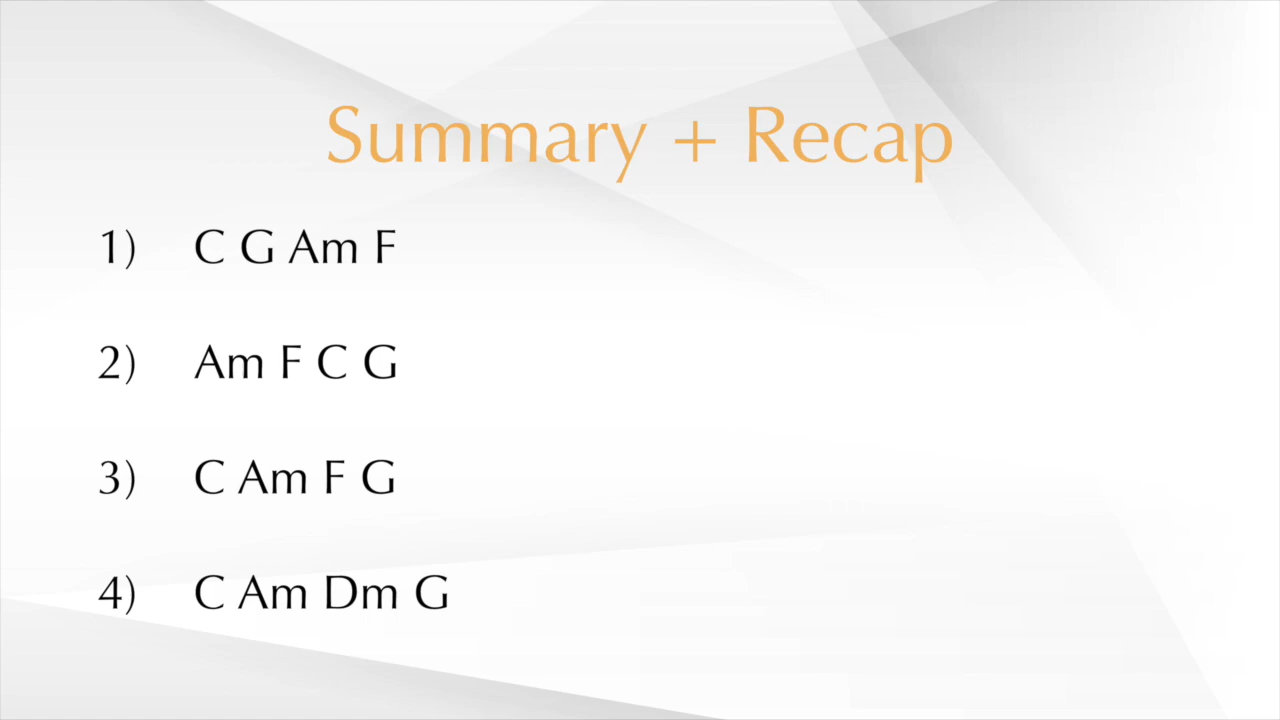 Summary + Recap
1) C G Am F
2) Am F C G
3) C Am F G
4) C Am Dm G